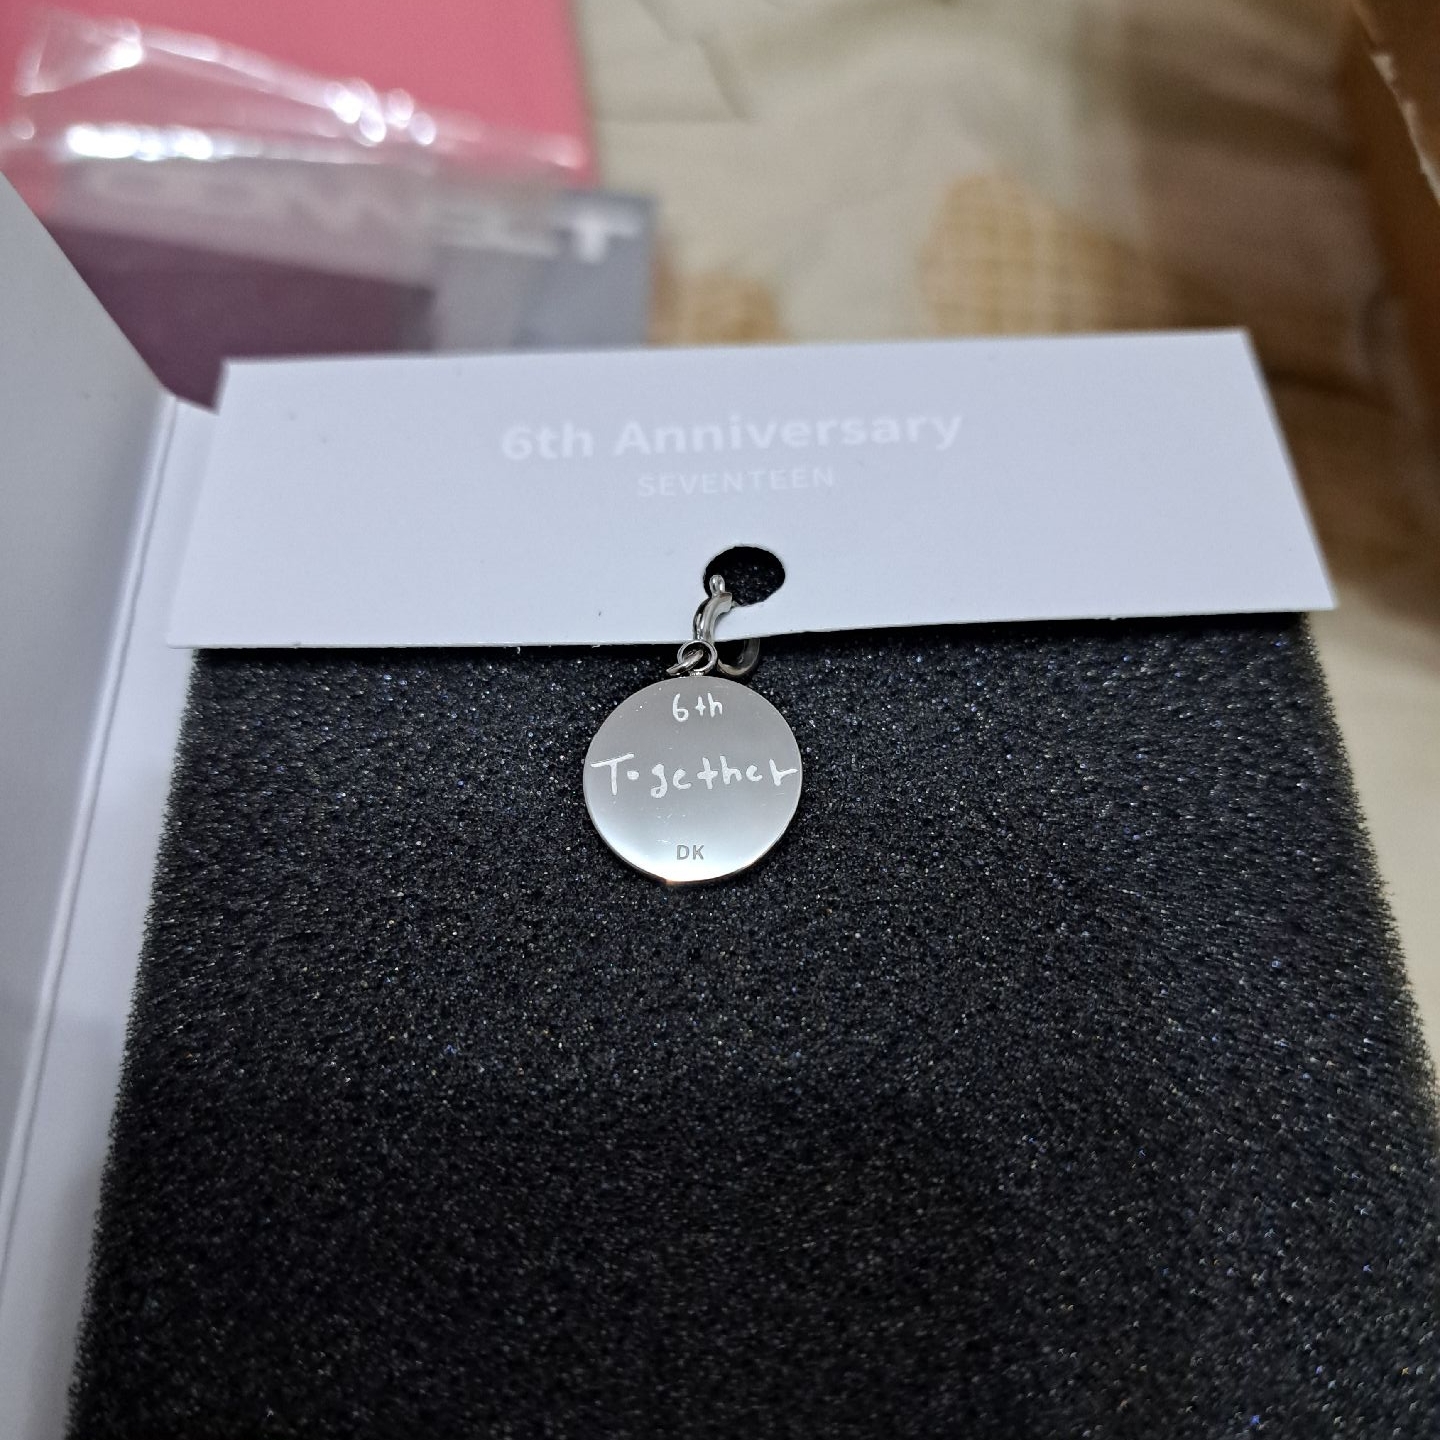 6th Anniversary
SEVENTEEN
6th
Together
DK